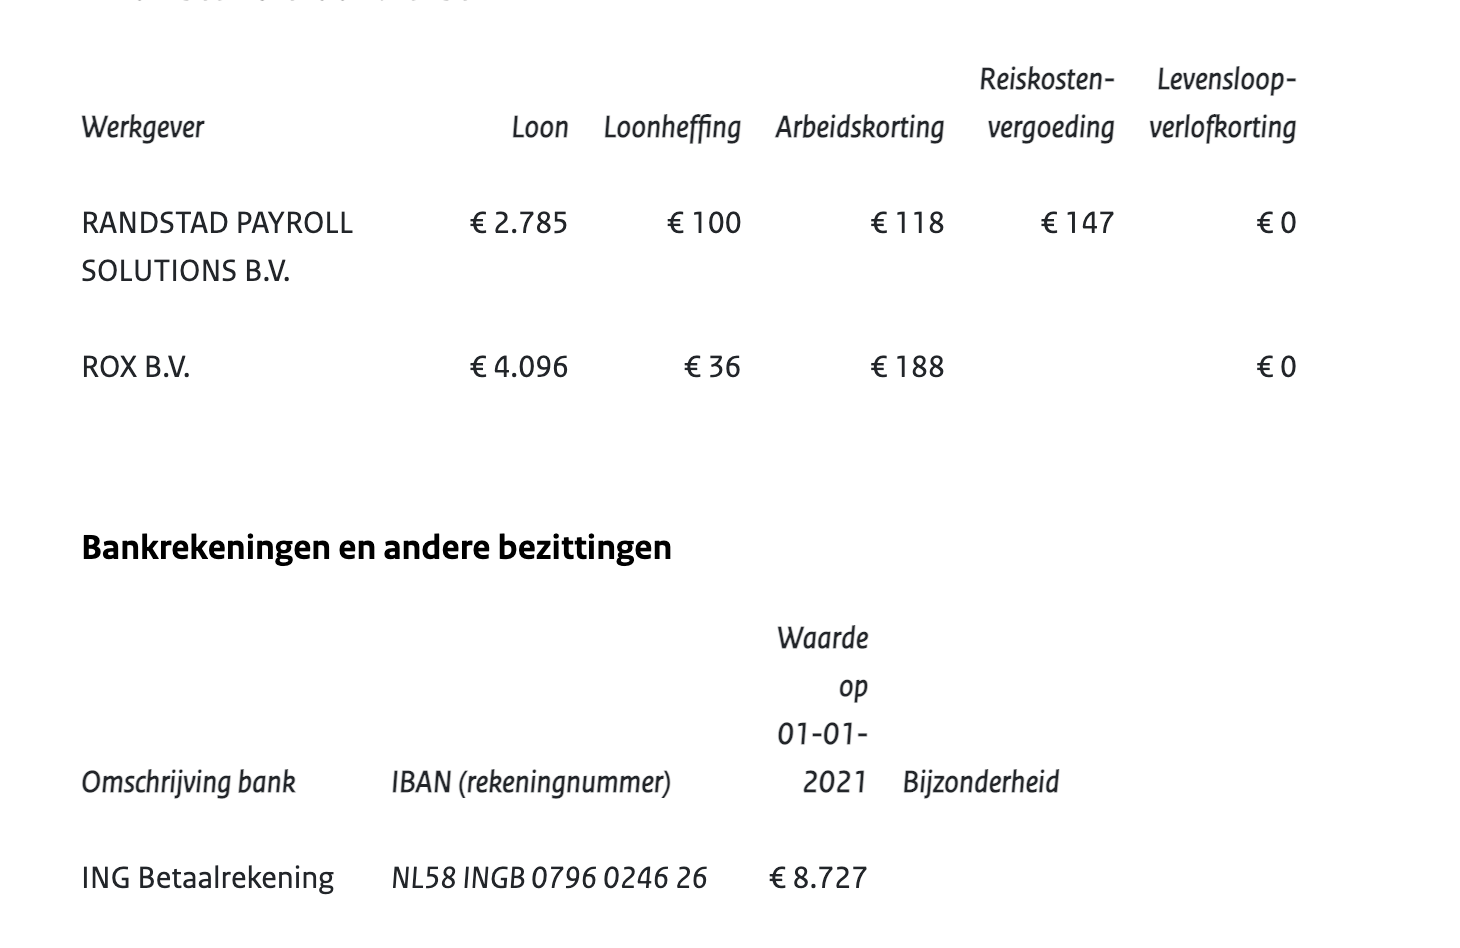 Reiskosten- Levensloop-
Werkgever Loon Loonheffing Arbeidskorting vergoeding verlofkorting
RANDSTAD PAYROLL € 2.785 € 100 € 118 € 147 € 0
SOLUTIONS B.V.
ROX B.V. € 4.096 € 36 € 188 € 0
Bankrekeningen en andere bezittingen
Waarde
op
01-01-
Omschrijving bank IBAN (rekeningnummer) 2021 Bijzonderheid
ING Betaalrekening NL58 INGB 0796 0246 26 € 8.727